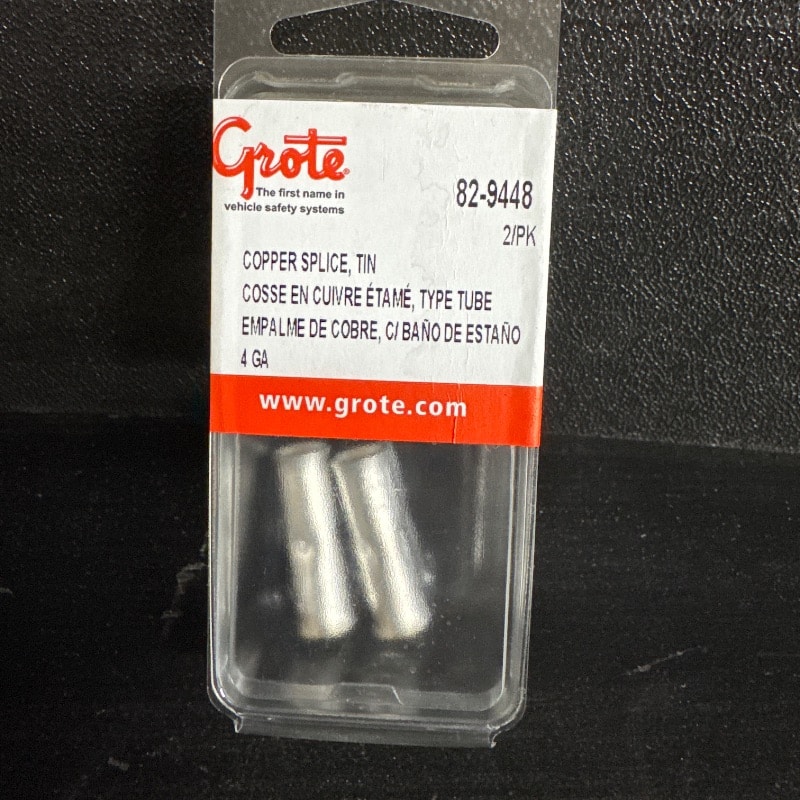 Grote
The first name in
vehicle safety systems
82-9448
2/PK
COPPER SPLICE, TIN
COSSE EN CUIVRE ÉTAMÉ, TYPE TUBE
EMPALME DE COBRE, C/ BAÑO DE ESTAÑO
4 GA
www.grote.com